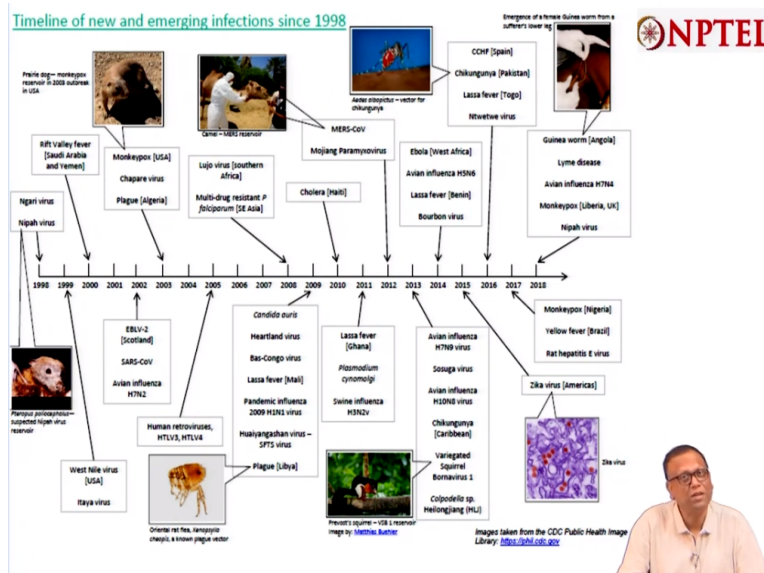 Timeline of new and emerging infections since 1998
NPTEL
Emergence of a female Guinea worm from a
sufferer's lower leg
Prairie dog— monkeypox
reservoir in 2003 outbreak
in USA
Camel – MERS reservoir
Aedes albopictus – vector for
chikungunya
CCHF [Spain]
Chikungunya [Pakistan]
Lassa fever [Togo]
Ntwetwe virus
Ngari virus
Nipah virus
Rift Valley fever
[Saudi Arabia
and Yemen]
Monkeypox [USA]
Chapare virus
Plague [Algeria]
Lujo virus [southern
Africa]
Multi-drug resistant P
falciparum [SE Asia]
Cholera [Haiti]
MERS-CoV
Mojiang Paramyxovirus
Ebola [West Africa]
Avian influenza H5N6
Lassa fever [Benin]
Bourbon virus
Guinea worm [Angola]
Lyme disease
Avian influenza H7N4
Monkeypox [Liberia, UK]
Nipah virus
1998 1999 2000 2001 2002 2003 2004 2005 2006 2007 2008 2009 2010 2011 2012 2013 2014 2015 2016 2017 2018
Pteropus poliocephalus—
suspected Nipah virus
reservoir
West Nile virus
[USA]
Itaya virus
EBLV-2
[Scotland]
SARS-CoV
Avian influenza
H7N2
Human retroviruses,
HTLV3, HTLV4
Oriental rat flea, Xenopsylla
cheopis, a known plague vector
Candida auris
Heartland virus
Bas-Congo virus
Lassa fever [Mali]
Pandemic influenza
2009 H1N1 virus
Huaiyangshan virus –
SFTS virus
Plague [Libya]
Lassa fever
[Ghana]
Plasmodium
cynomolgi
Swine influenza
H3N2v
Prevost's squirrel – VSB 1 reservoir
Image by: Matthias Buehler
Avian influenza
H7N9 virus
Sosuga virus
Avian influenza
H10N8 virus
Chikungunya
[Caribbean]
Variegated
Squirrel
Bornavirus 1
Colpodella sp.
Heilongjiang (HLJ)
Zika virus [Americas]
Zika virus
Monkeypox [Nigeria]
Yellow fever [Brazil]
Rat hepatitis E virus
Images taken from the CDC Public Health Image
Library: https://phil.cdc.gov